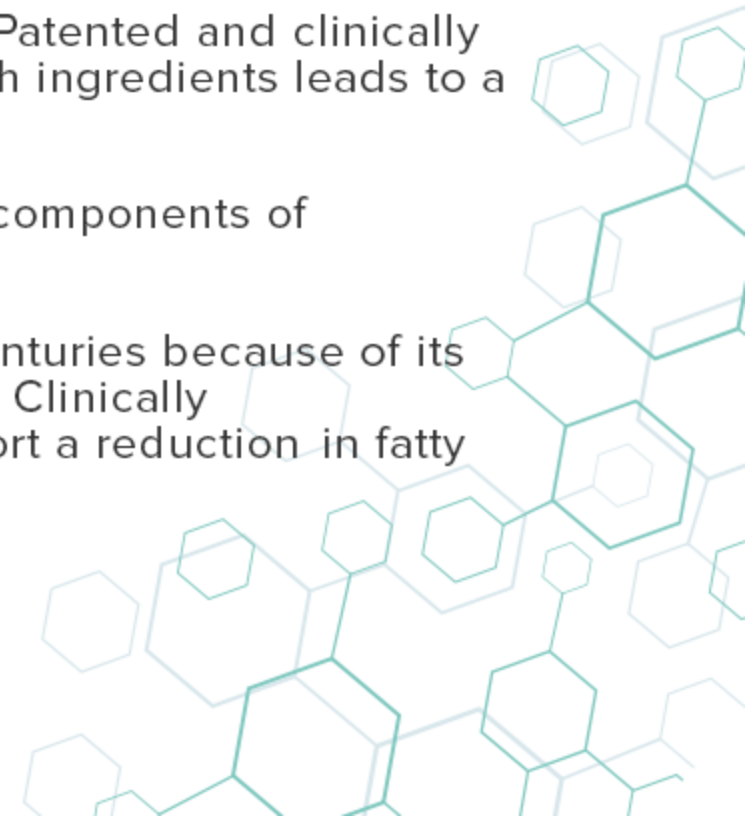 Patented and clinically
h ingredients leads to a
components of
nturies because of its
Clinically
ort a reduction in fatty